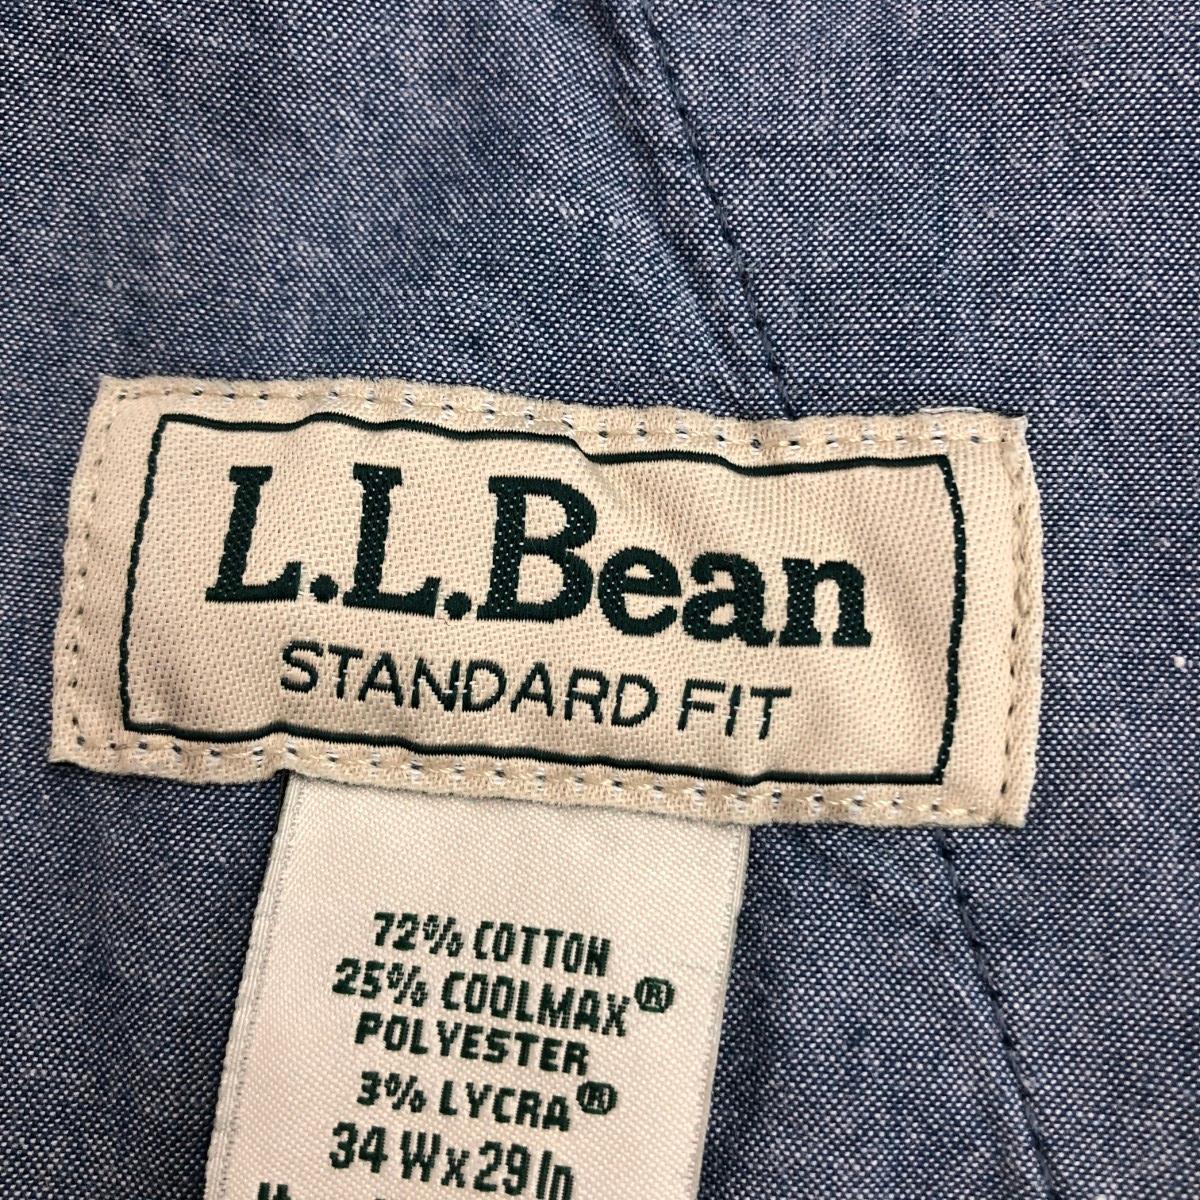 L.L.Bean
STANDARD FIT
72% COTTON
25% COOLMAX®
POLYESTER
3% LYCRA®
34 W x 29 In